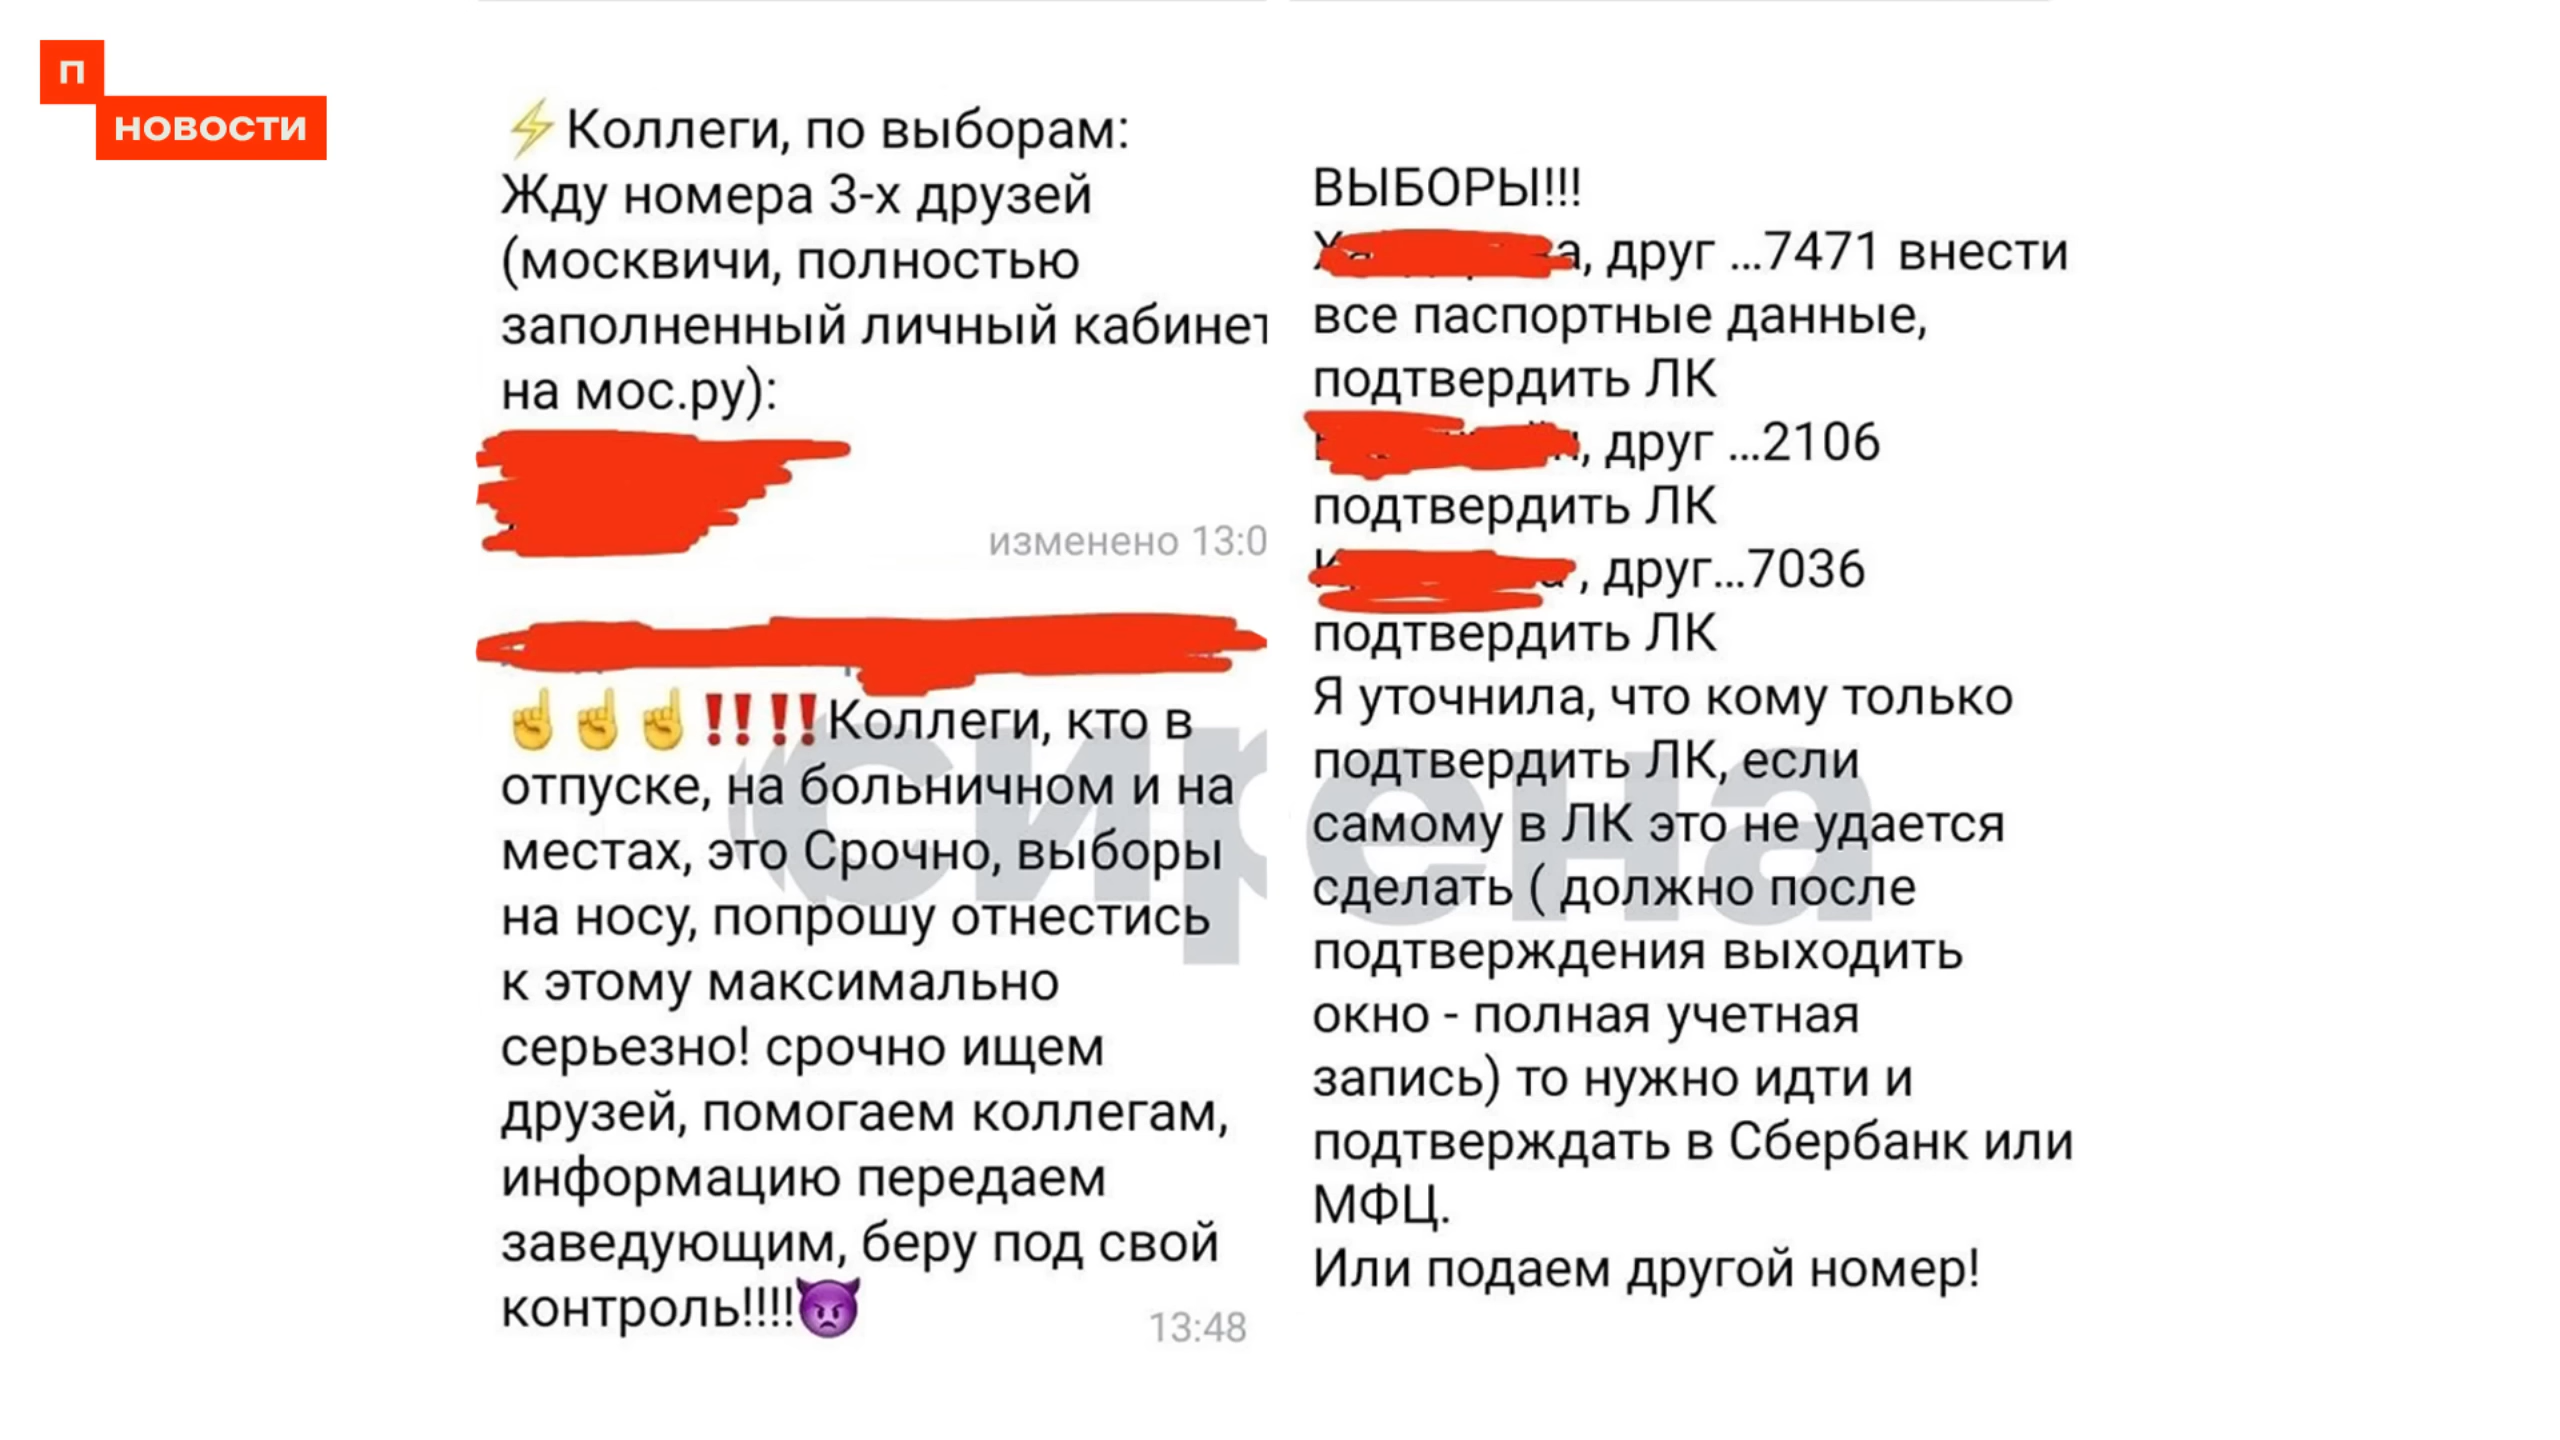 П
НОВОСТИ
⚡Коллеги, по выборам:
Жду номера 3-х друзей
(москвичи, полностью
заполненный личный кабинет
на мос.ру):
изменено 13:0
☝☝☝‼‼Коллеги, кто в
отпуске, на больничном и на
местах, это Срочно, выборы
на носу, попрошу отнестись
к этому максимально
серьезно! срочно ищем
друзей, помогаем коллегам,
информацию передаем
заведующим, беру под свой
контроль!!!!👿
13:48
ВЫБОРЫ!!!
, друг ...7471 внести
все паспортные данные,
подтвердить ЛК
, друг ...2106
подтвердить ЛК
, друг...7036
подтвердить ЛК
Я уточнила, что кому только
подтвердить ЛК, если
самому в ЛК это не удается
сделать ( должно после
подтверждения выходить
окно - полная учетная
запись) то нужно идти и
подтверждать в Сбербанк или
МФЦ.
Или подаем другой номер!
сирена